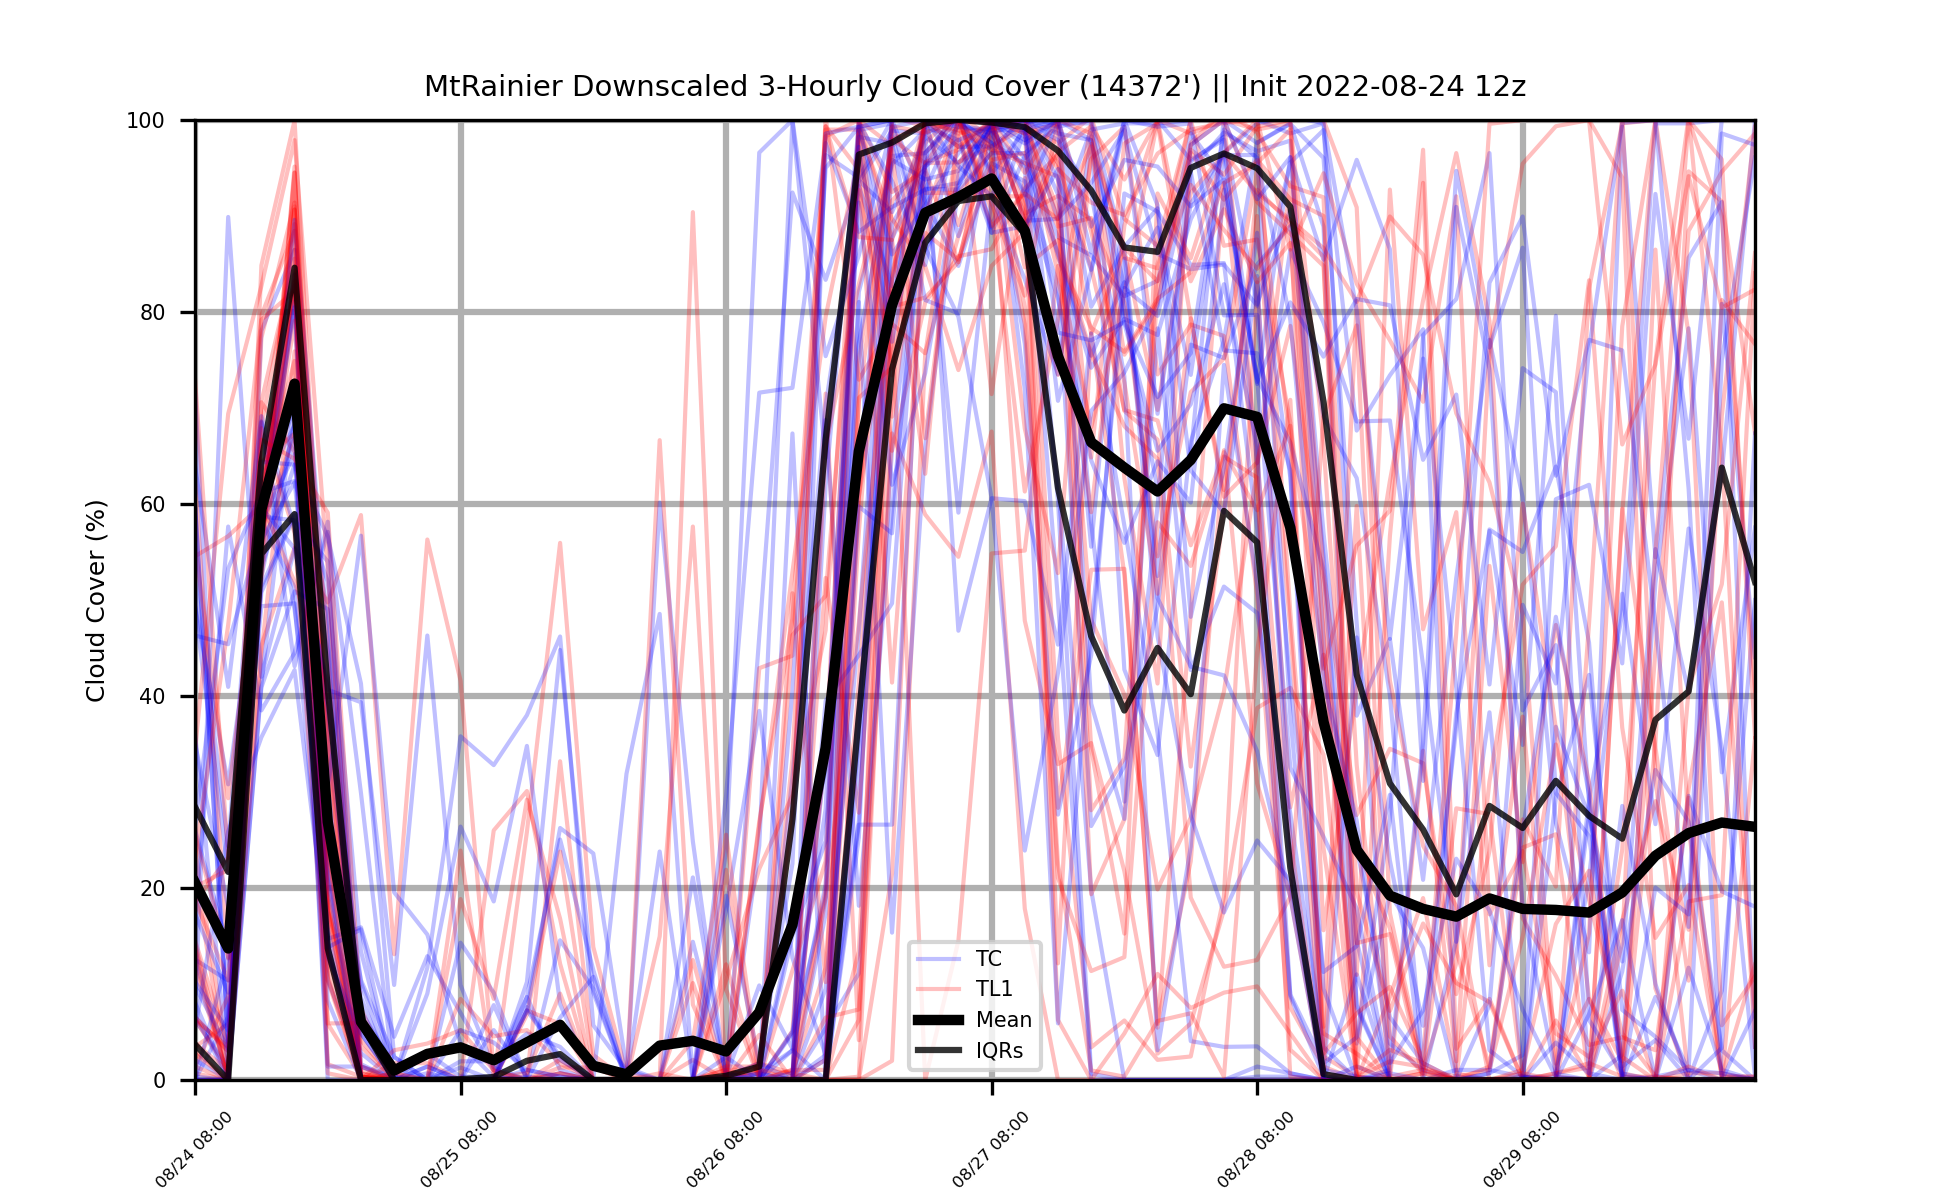 MtRainier Downscaled 3-Hourly Cloud Cover (14372') || Init 2022-08-24 12z
Cloud Cover (%)
100
80
60
40
20
0
TC
TL1
Mean
IQRs
08/24 08:00
08/25 08:00
08/26 08:00
08/27 08:00
08/28 08:00
08/29 08:00